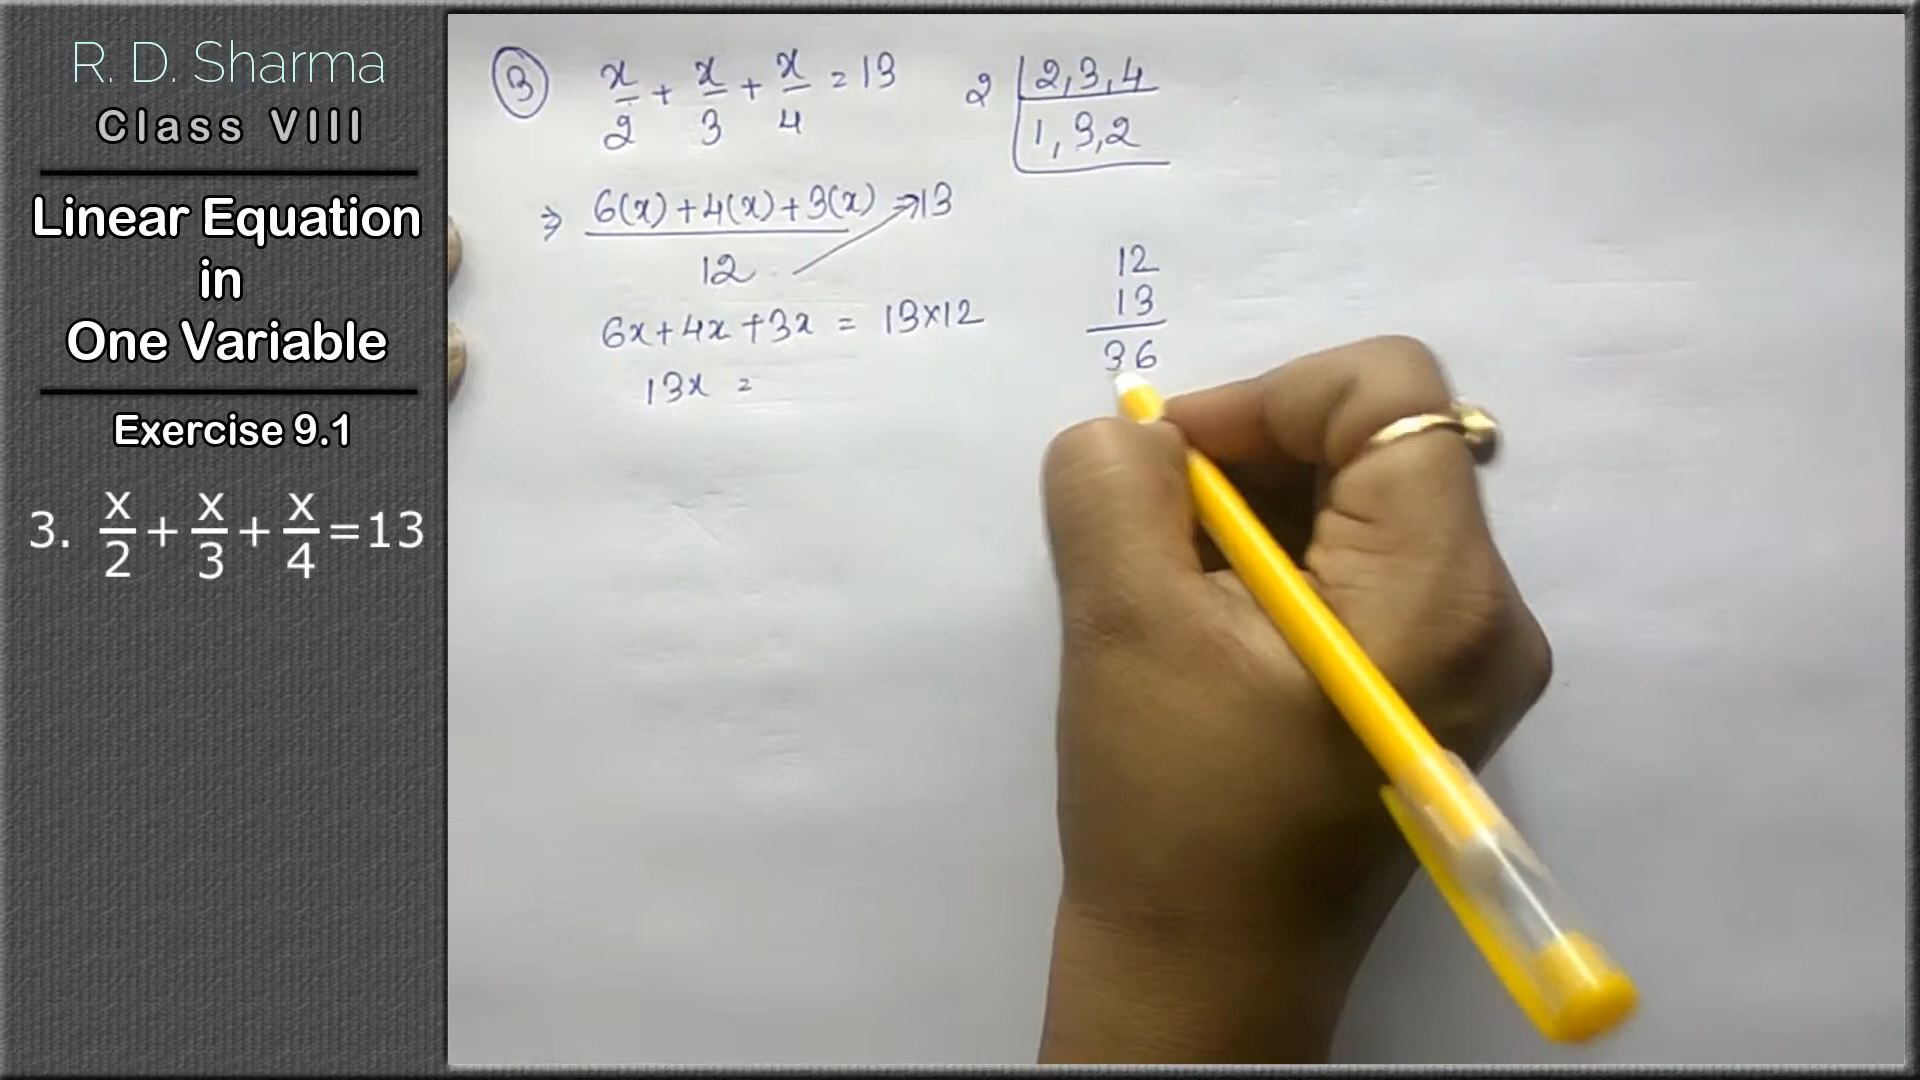 R. D. Sharma
Class VIII
Linear Equation
in
One Variable
Exercise 9.1
3. x/2 + x/3 + x/4 = 13
3 x/2 + x/3 + x/4 = 13
2 | 2, 3, 4
1, 3, 2
⇒ 6(x) + 4(x) + 3(x) / 12 = 13
6x + 4x + 3x = 13 × 12
13x =
12
13
36